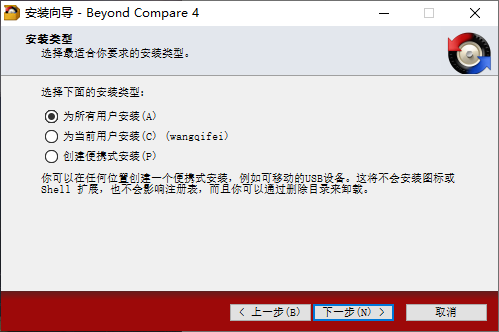 安装向导 - Beyond Compare 4
安装类型
选择最适合你要求的安装类型。
选择下面的安装类型:
为所有用户安装(A)
为当前用户安装(C) (wangqifei)
创建便携式安装(P)
你可以在任何位置创建一个便携式安装，例如可移动的USB设备。这将不会安装图标或
Shell 扩展，也不会影响注册表，而且你可以通过删除目录来卸载。
< 上一步(B)
下一步(N) >
取消